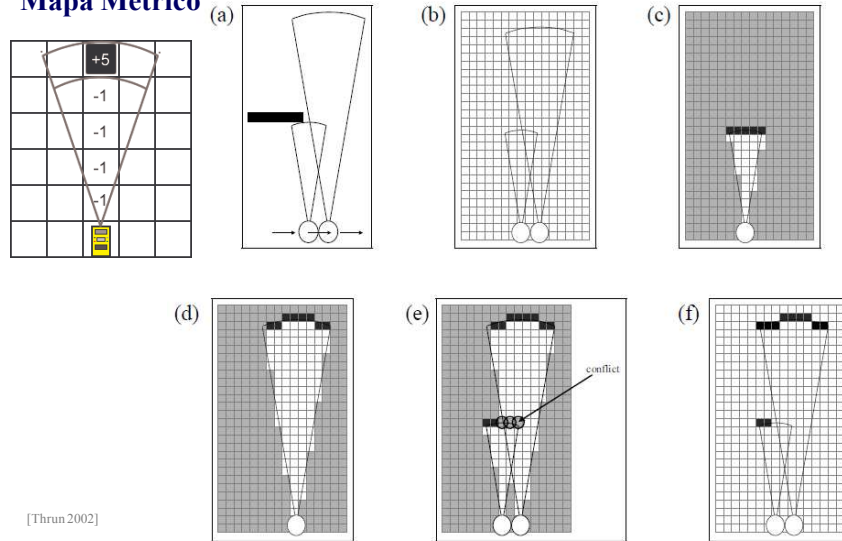 Mapa Métrico
(a)
(b)
(c)
+5
-1
-1
-1
-1
(d)
(e)
(f)
conflict
[Thrun 2002]